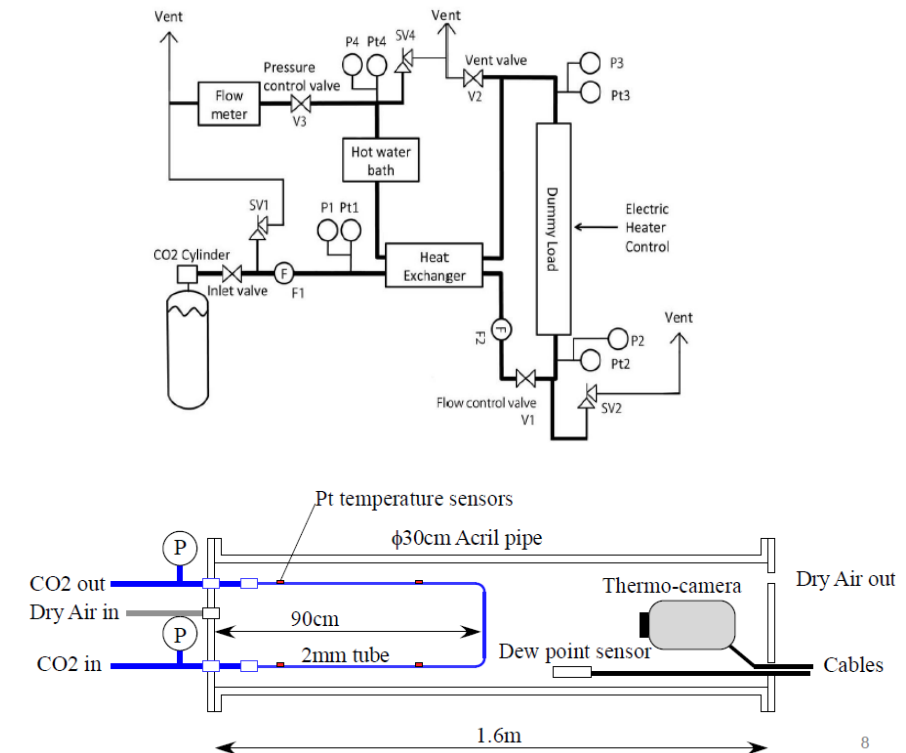 Vent
Vent
P4 Pt4
SV4
Pressure
control valve
Vent valve
P3
Flow
meter
V3
V2
Pt3
Hot water
bath
SV1
P1 Pt1
Dummy Load
Electric
Heater
Control
CO2 Cylinder
Heat
Exchanger
F
F1
Inlet valve
F
F2
Vent
P2
Pt2
Flow control valve
V1
SV2
Pt temperature sensors
ϕ30cm Acril pipe
P
CO2 out
Thermo-camera
Dry Air out
Dry Air in
90cm
P
2mm tube
Dew point sensor
CO2 in
Cables
1.6m
8